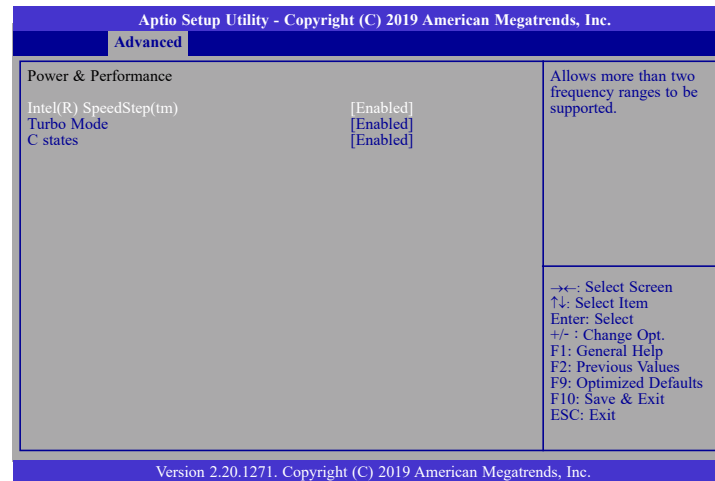 Aptio Setup Utility - Copyright (C) 2019 American Megatrends, Inc.
Advanced
Power & Performance
Intel(R) SpeedStep(tm) [Enabled]
Turbo Mode [Enabled]
C states [Enabled]
Allows more than two
frequency ranges to be
supported.
→←: Select Screen
↑↓: Select Item
Enter: Select
+/- : Change Opt.
F1: General Help
F2: Previous Values
F9: Optimized Defaults
F10: Save & Exit
ESC: Exit
Version 2.20.1271. Copyright (C) 2019 American Megatrends, Inc.